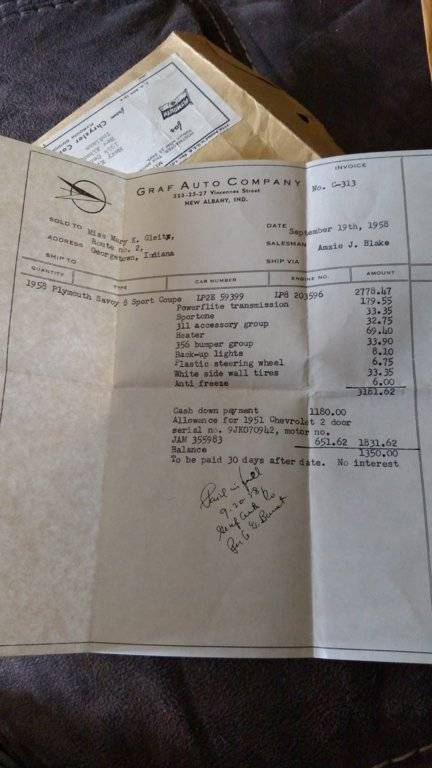 Chrysler Cor
PLYMOUTH
INVOICE
GRAF AUTO COMPANY
No. C-313
Vincennes Street
NEW ALBANY, IND.
DATE September 19th, 1958
SOLD TO Miss Mary K. Gleitz,
SALESMAN Amzie J. Blake
ADDRESS Route no. 2,
Georgetown, Indiana
SHIP TO
SHIP VIA
QUANTITY TYPE CAR NUMBER ENGINE NO. AMOUNT
1958 Plymouth Savoy 8 Sport Coupe LP2E 59399 LP8 203596 2778.47
Powerflite transmission 179.55
Sportone 33.35
311 accessory group 32.75
Heater 69.40
356 bumper group 33.90
Back-up lights 8.10
Plastic steering wheel 6.75
White side wall tires 33.35
Anti freeze 6.00
3181.62
Cash down payment 1180.00
Allowance for 1951 Chevrolet 2 door
serial no. 9JK070942, motor no.
JAM 355983 651.62 1831.62
Balance 1350.00
To be paid 30 days after date. No interest
Paid in full
9-20-58
Graf Auto Co